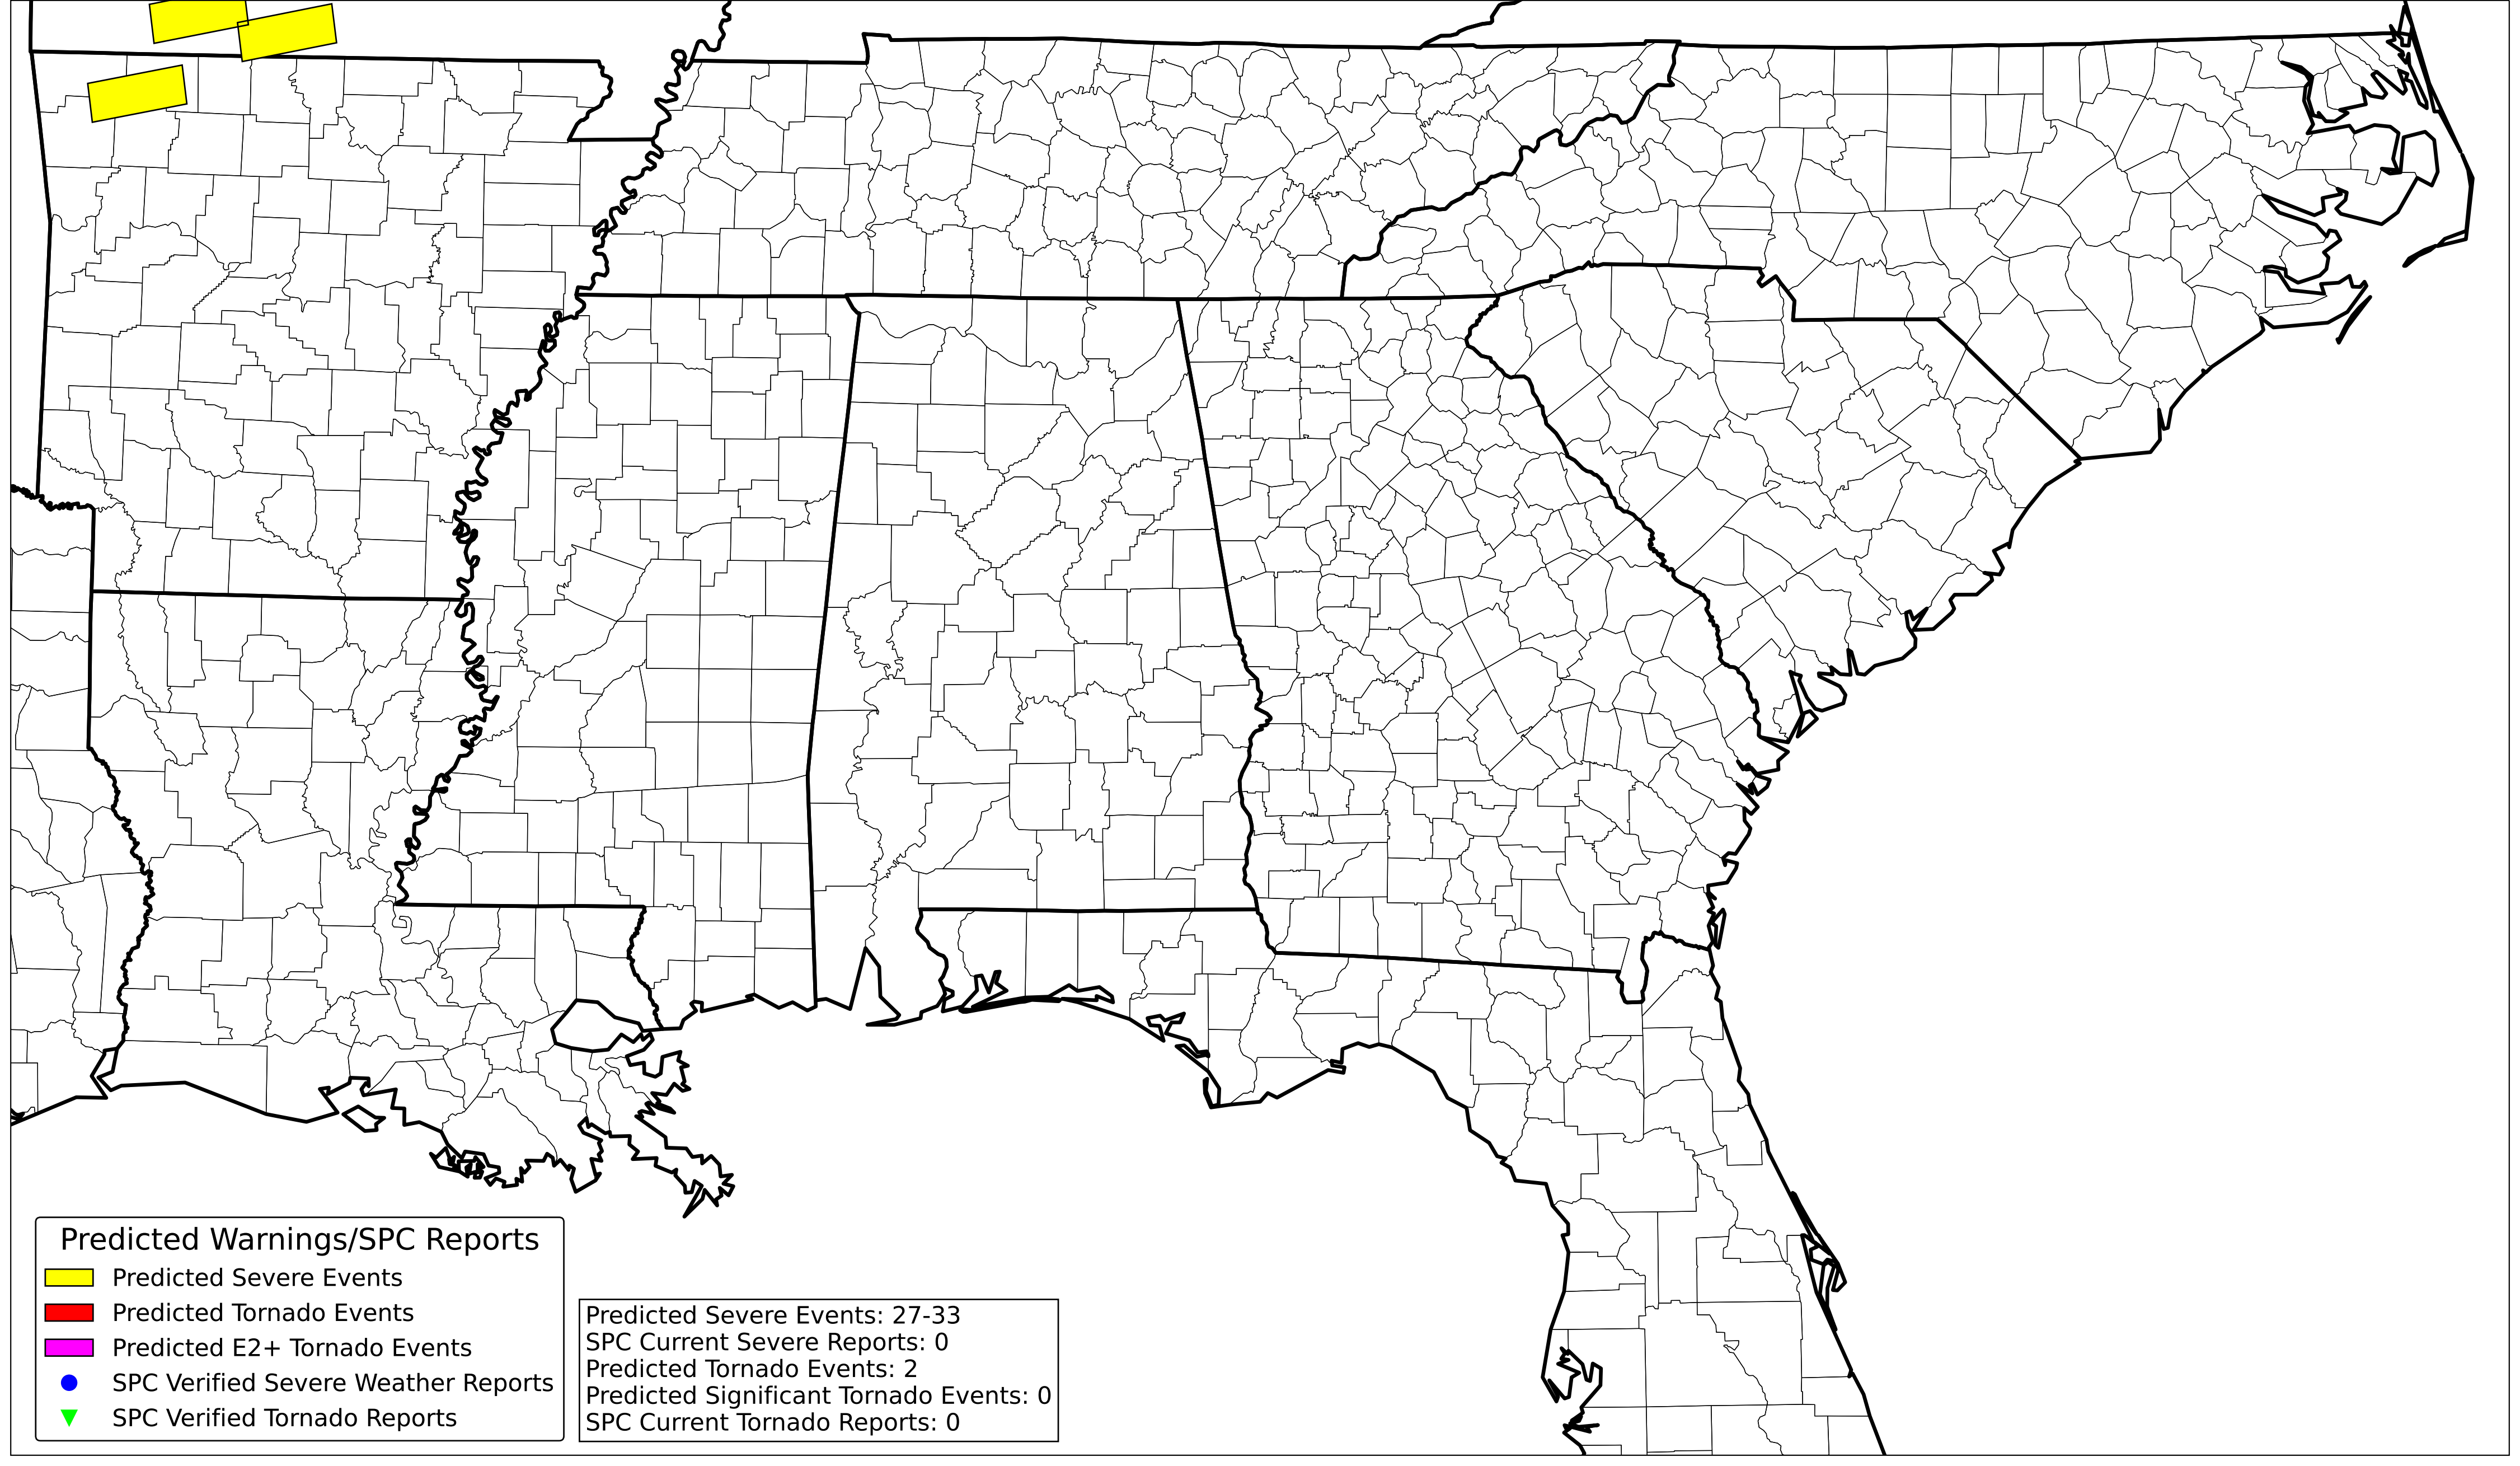 Predicted Warnings/SPC Reports
Predicted Severe Events
Predicted Tornado Events
Predicted E2+ Tornado Events
SPC Verified Severe Weather Reports
SPC Verified Tornado Reports
Predicted Severe Events: 27-33
SPC Current Severe Reports: 0
Predicted Tornado Events: 2
Predicted Significant Tornado Events: 0
SPC Current Tornado Reports: 0